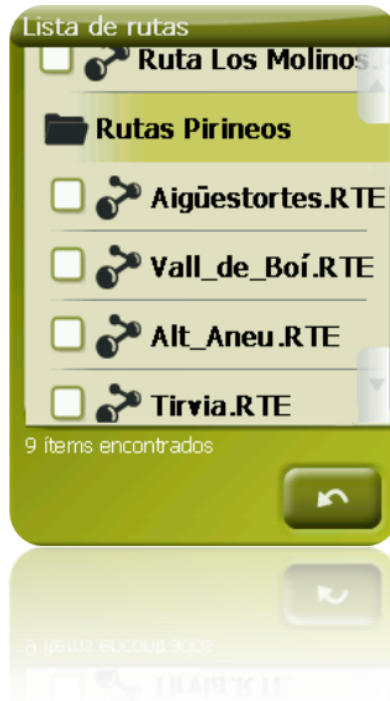 Lista de rutas
Ruta Los Molinos.
Rutas Pirineos
Aigüestortes.RTE
Vall_de_Boí.RTE
Alt_Aneu.RTE
Tirvia.RTE
9 ítems encontrados